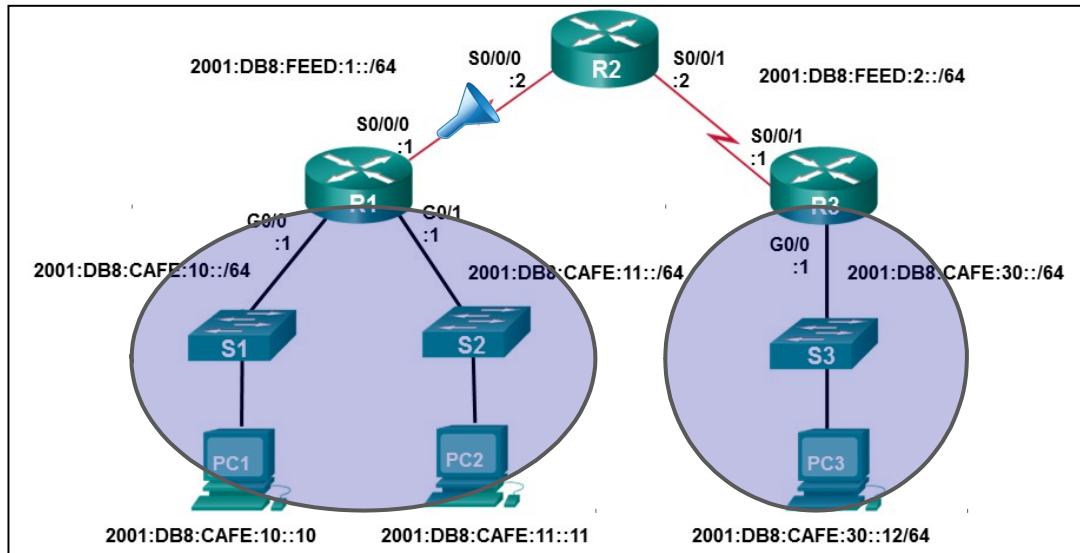 R2
2001:DB8:FEED:1::/64
S0/0/0
:2
S0/0/1
:2
2001:DB8:FEED:2::/64
S0/0/0
:1
S0/0/1
:1
R1
R3
G0/0
:1
G0/1
:1
G0/0
:1
2001:DB8:CAFE:10::/64
2001:DB8:CAFE:11::/64
2001:DB8:CAFE:30::/64
S1
S2
S3
PC1
PC2
PC3
2001:DB8:CAFE:10::10
2001:DB8:CAFE:11::11
2001:DB8:CAFE:30::12/64